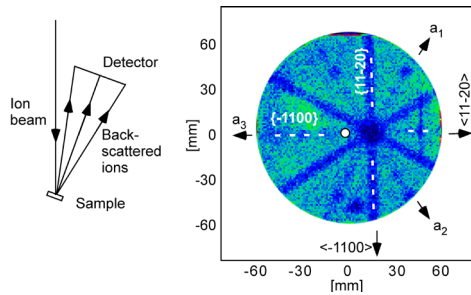 Detector
Ion
beam
Back-
scattered
ions
Sample
60
30
0
-30
-60
[mm]
a3
{-1100}
{11-20}
a1
<11-20>
a2
<-1100>
-60
-30
0
30
60
[mm]